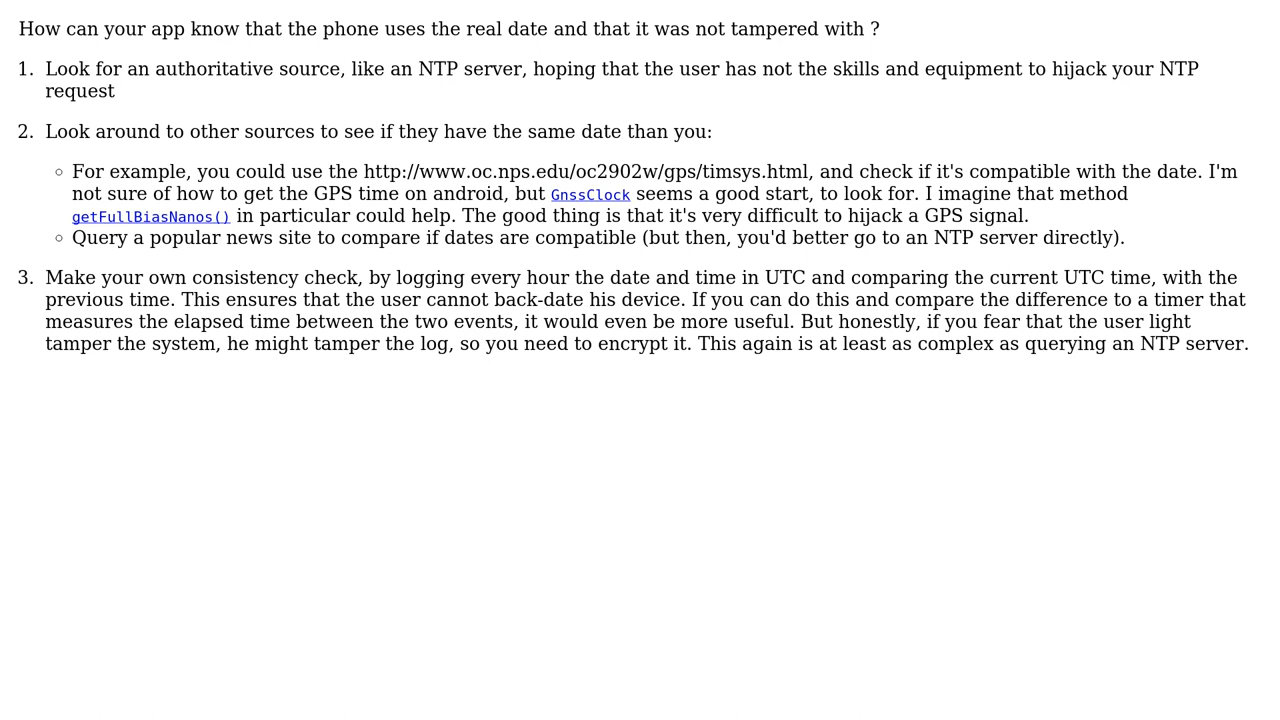 How can your app know that the phone uses the real date and that it was not tampered with ?
1. Look for an authoritative source, like an NTP server, hoping that the user has not the skills and equipment to hijack your NTP
request
2. Look around to other sources to see if they have the same date than you:
◦ For example, you could use the http://www.oc.nps.edu/oc2902w/gps/timsys.html, and check if it's compatible with the date. I'm
not sure of how to get the GPS time on android, but GnssClock seems a good start, to look for. I imagine that method
getFullBiasNanos() in particular could help. The good thing is that it's very difficult to hijack a GPS signal.
◦ Query a popular news site to compare if dates are compatible (but then, you'd better go to an NTP server directly).
3. Make your own consistency check, by logging every hour the date and time in UTC and comparing the current UTC time, with the
previous time. This ensures that the user cannot back-date his device. If you can do this and compare the difference to a timer that
measures the elapsed time between the two events, it would even be more useful. But honestly, if you fear that the user light
tamper the system, he might tamper the log, so you need to encrypt it. This again is at least as complex as querying an NTP server.